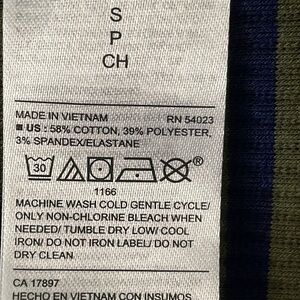 S
P
CH
MADE IN VIETNAM RN 54023
■ US : 58% COTTON, 39% POLYESTER,
3% SPANDEX/ELASTANE
30 ®
1166
MACHINE WASH COLD GENTLE CYCLE/
ONLY NON-CHLORINE BLEACH WHEN
NEEDED/ TUMBLE DRY LOW/ COOL
IRON/ DO NOT IRON LABEL/ DO NOT
DRY CLEAN
CA 17897
HECHO EN VIETNAM CON INSUMOS